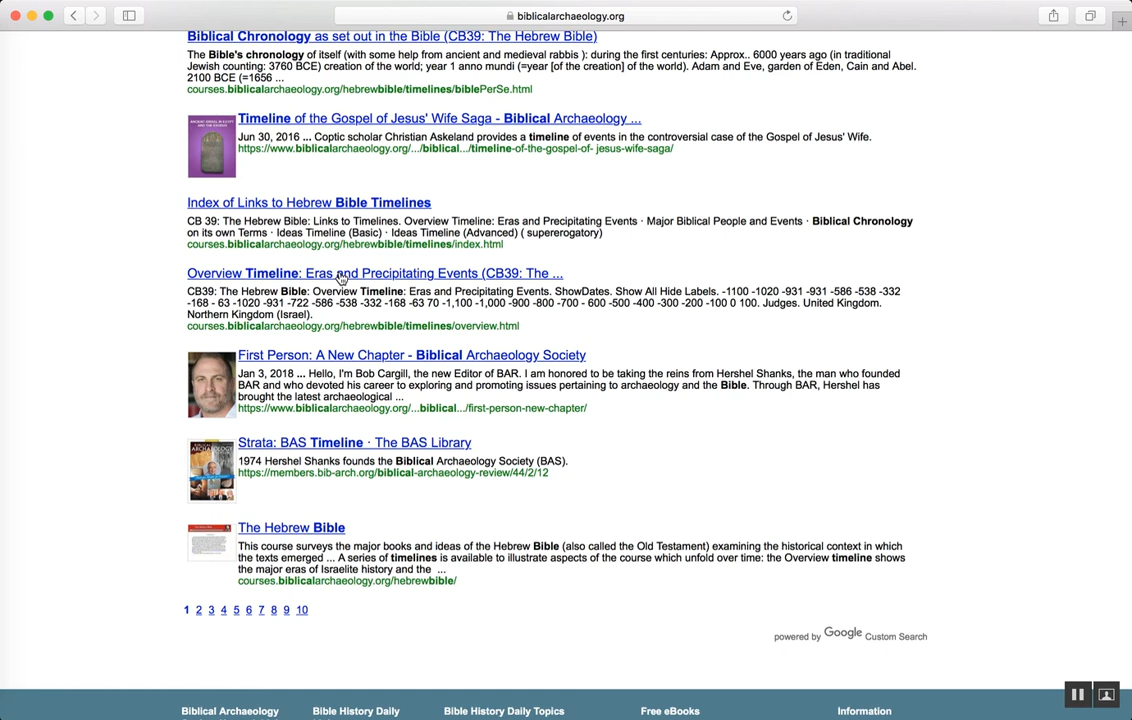 biblicalarchaeology.org
Biblical Chronology as set out in the Bible (CB39: The Hebrew Bible)
The Bible's chronology of itself (with some help from ancient and medieval rabbis ): during the first centuries: Approx.. 6000 years ago (in traditional
Jewish counting: 3760 BCE) creation of the world; year 1 anno mundi (=year [of the creation] of the world). Adam and Eve, garden of Eden, Cain and Abel.
2100 BCE (=1656 ...
courses.biblicalarchaeology.org/hebrewbible/timelines/biblePerSe.html
Timeline of the Gospel of Jesus' Wife Saga - Biblical Archaeology ...
Jun 30, 2016 ... Coptic scholar Christian Askeland provides a timeline of events in the controversial case of the Gospel of Jesus' Wife.
https://www.biblicalarchaeology.org/.../biblical.../timeline-of-the-gospel-of- jesus-wife-saga/
Index of Links to Hebrew Bible Timelines
CB 39: The Hebrew Bible: Links to Timelines. Overview Timeline: Eras and Precipitating Events · Major Biblical People and Events · Biblical Chronology
on its own Terms · Ideas Timeline (Basic) · Ideas Timeline (Advanced) ( supererogatory)
courses.biblicalarchaeology.org/hebrewbible/timelines/index.html
Overview Timeline: Eras and Precipitating Events (CB39: The ...
CB39: The Hebrew Bible: Overview Timeline: Eras and Precipitating Events. ShowDates. Show All Hide Labels. -1100 -1020 -931 -931 -586 -538 -332
-168 - 63 -1020 -931 -722 -586 -538 -332 -168 -63 70 -1,100 -1,000 -900 -800 -700 - 600 -500 -400 -300 -200 -100 0 100. Judges. United Kingdom.
Northern Kingdom (Israel).
courses.biblicalarchaeology.org/hebrewbible/timelines/overview.html
First Person: A New Chapter - Biblical Archaeology Society
Jan 3, 2018 ... Hello, I'm Bob Cargill, the new Editor of BAR. I am honored to be taking the reins from Hershel Shanks, the man who founded
BAR and who devoted his career to exploring and promoting issues pertaining to archaeology and the Bible. Through BAR, Hershel has
brought the latest archaeological ...
https://www.biblicalarchaeology.org/...biblical.../first-person-new-chapter/
Strata: BAS Timeline · The BAS Library
1974 Hershel Shanks founds the Biblical Archaeology Society (BAS).
https://members.bib-arch.org/biblical-archaeology-review/44/2/12
The Hebrew Bible
This course surveys the major books and ideas of the Hebrew Bible (also called the Old Testament) examining the historical context in which
the texts emerged ... A series of timelines is available to illustrate aspects of the course which unfold over time: the Overview timeline shows
the major eras of Israelite history and the ...
courses.biblicalarchaeology.org/hebrewbible/
1 2 3 4 5 6 7 8 9 10
powered by Google Custom Search
Biblical Archaeology Bible History Daily Bible History Daily Topics Free eBooks Information